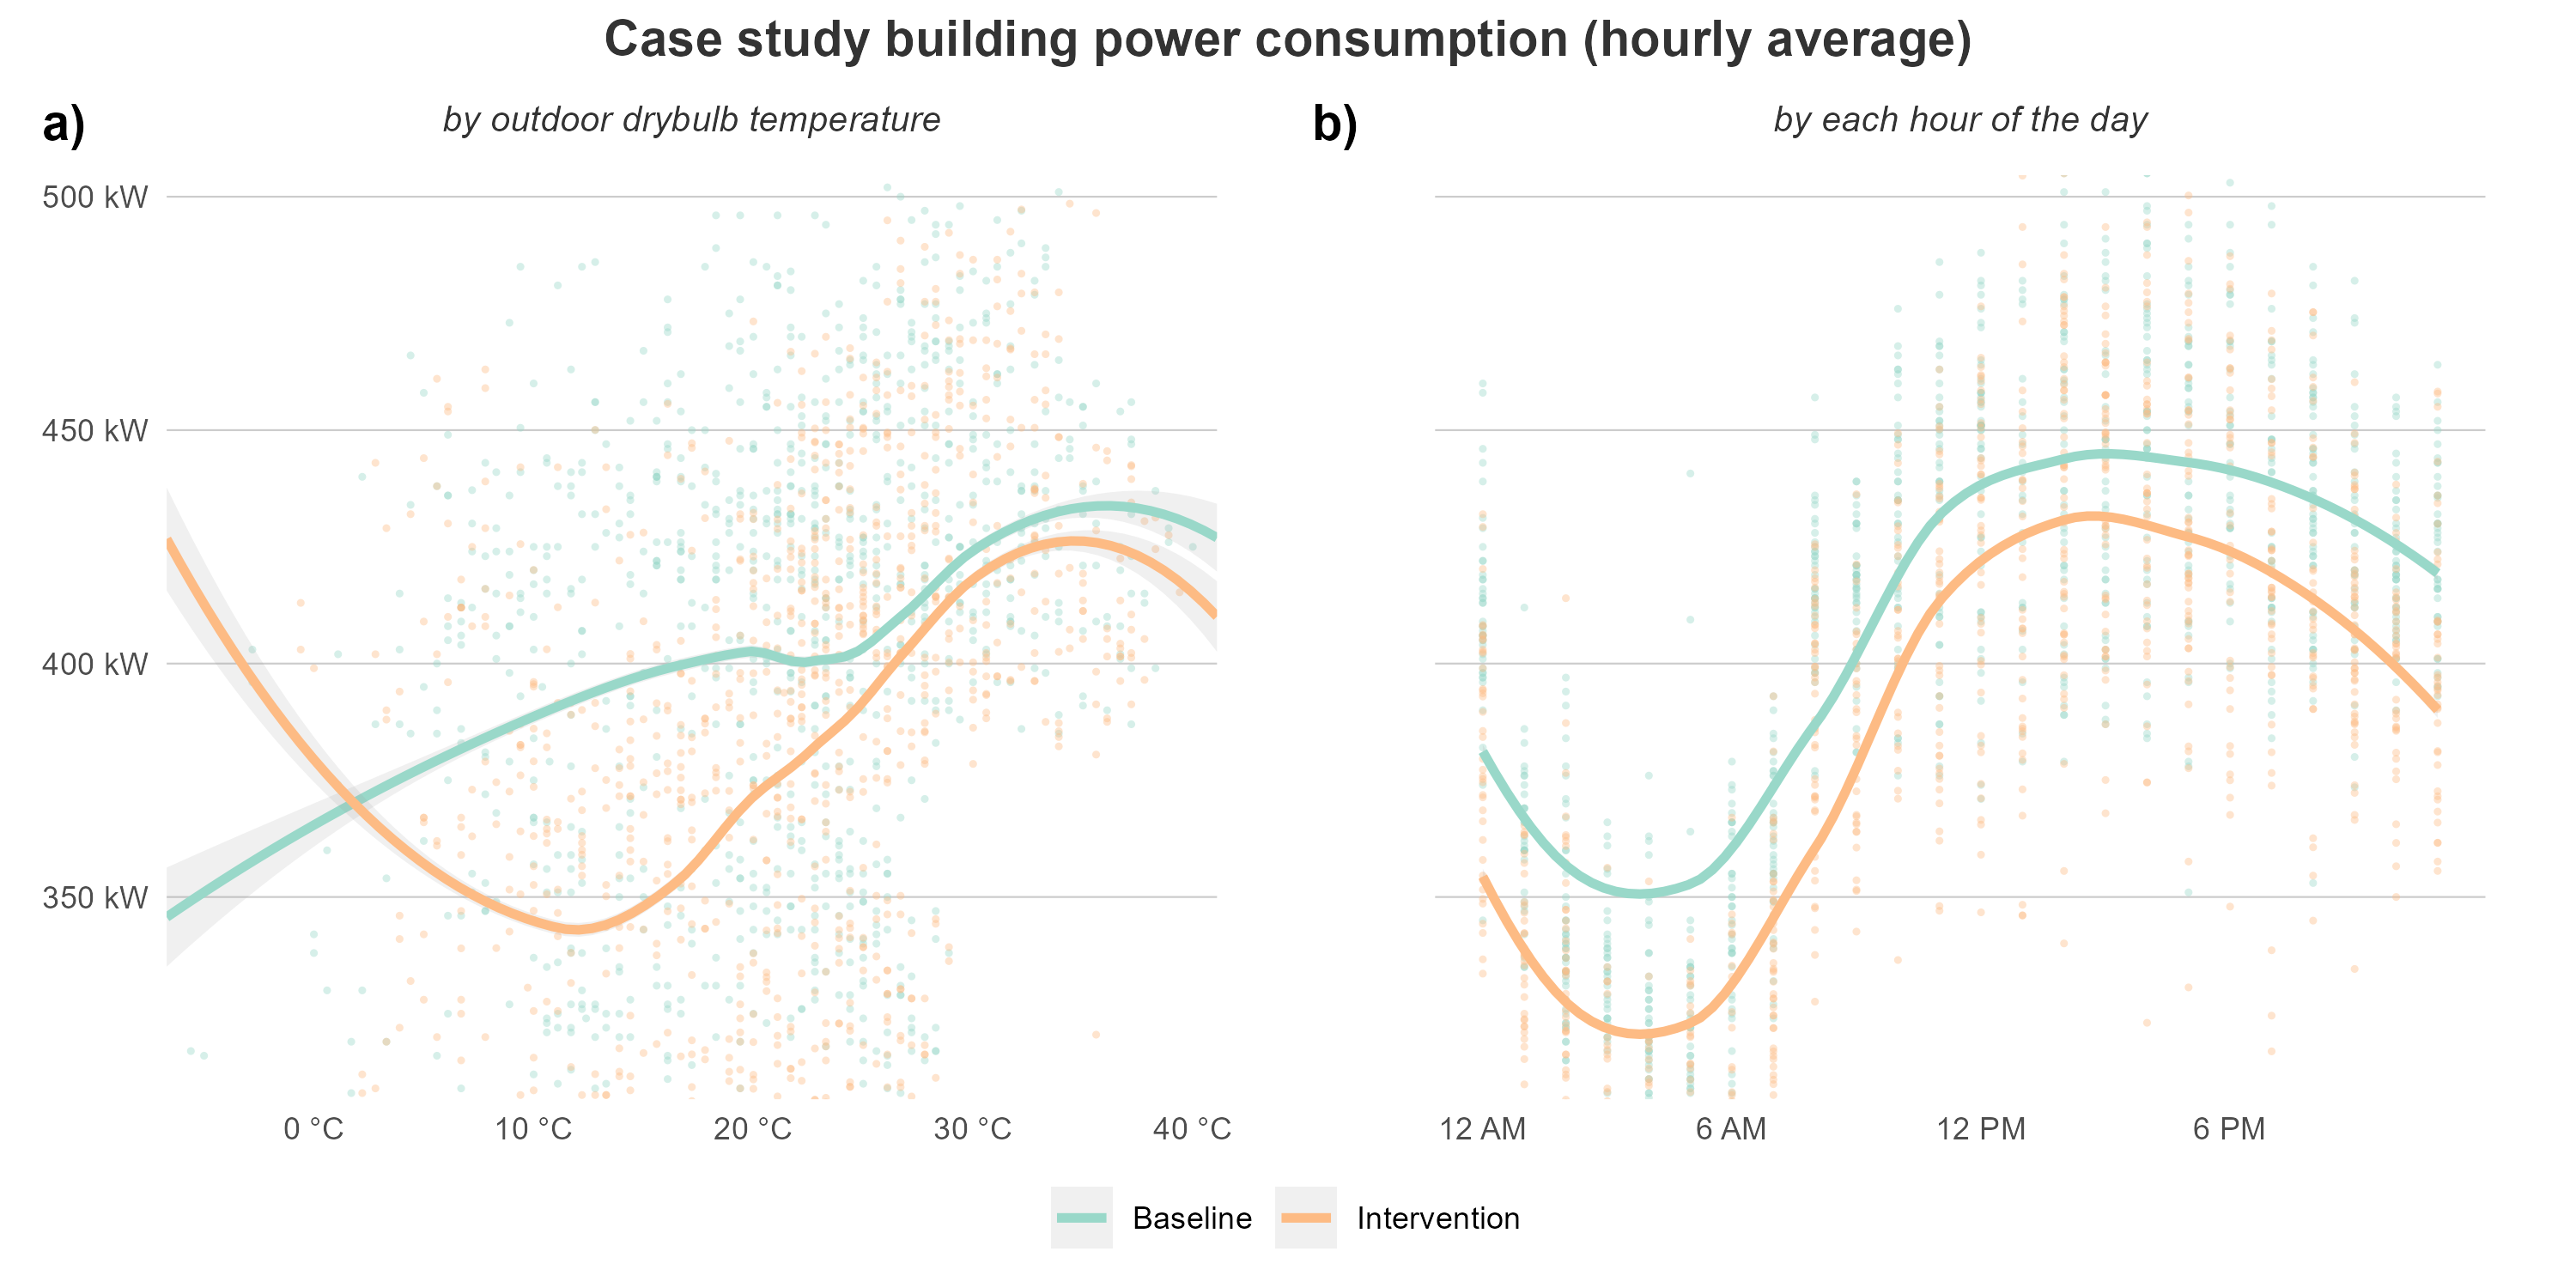 Case study building power consumption (hourly average)
a)
by outdoor drybulb temperature
b)
by each hour of the day
500 kW
450 kW
400 kW
350 kW
0 °C 10 °C 20 °C 30 °C 40 °C
12 AM 6 AM 12 PM 6 PM
Baseline Intervention